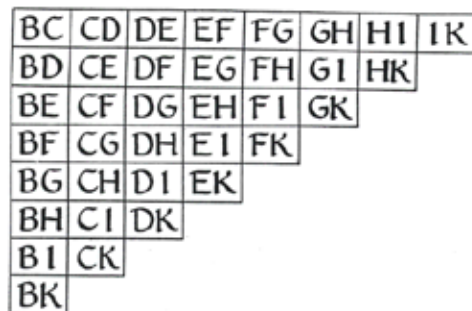 BC CD DE EF FG GH HI IK
BD CE DF EG FH GI HK
BE CF DG EH FI GK
BF CG DH EI FK
BG CH DI EK
BH CI DK
BI CK
BK